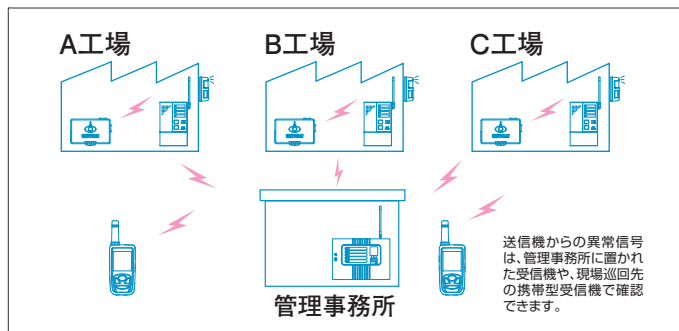 A工場
B工場
C工場
管理事務所
送信機からの異常信号
は、管理事務所に置かれ
た受信機や、現場巡回先
の携帯型受信機で確認
できます。